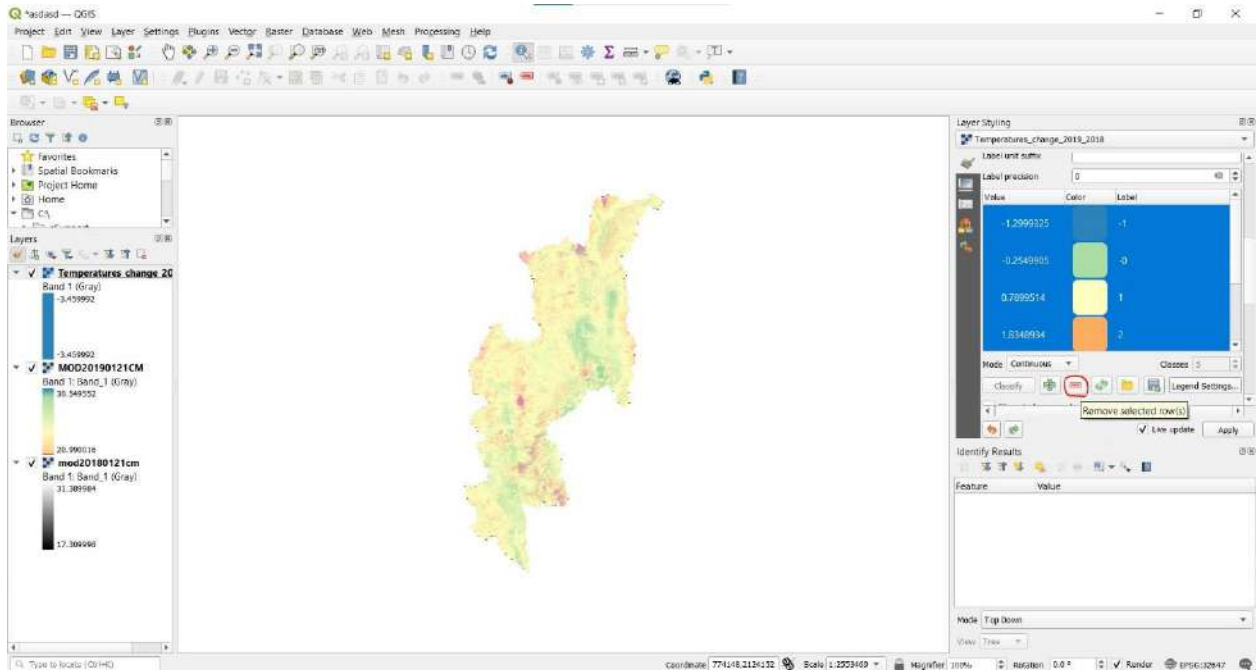 *asdasd — QGIS
Project Edit View Layer Settings Plugins Vector Raster Database Web Mesh Processing Help
Browser
Favorites
Spatial Bookmarks
Project Home
Home
C:\
Layers
Temperatures change 20
Band 1 (Gray)
-3.459992
-3.459992
MOD20190121CM
Band 1: Band_1 (Gray)
20.990016
mod20180121cm
Band 1: Band_1 (Gray)
31.309984
17.309998
Type to locate (Ctrl+K)
Layer Styling
Temperatures_change_2019_2018
Label unit suffix
Label precision 0
Value Color Label
-1.2999325 -1
-0.2549905 -0
0.7899514 1
1.8348934 2
Mode Continuous Classes 5
Classify Legend Settings...
Remove selected row(s)
Live update Apply
Identify Results
Feature Value
Mode Top Down
View Tree
Coordinate 774148,2124132 Scale 1:2553469 Magnifier 100% Rotation 0.0 ° Render EPSG:32647